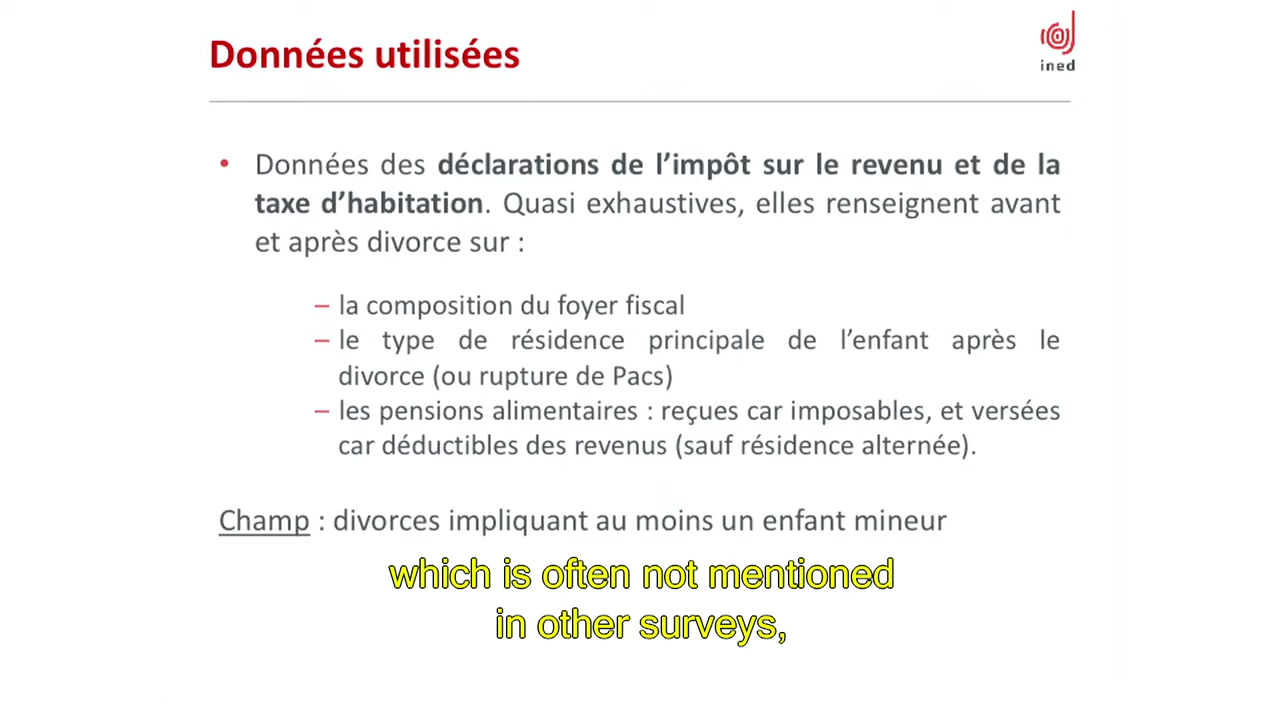 Données utilisées
ined
• Données des déclarations de l’impôt sur le revenu et de la
taxe d’habitation. Quasi exhaustives, elles renseignent avant
et après divorce sur :
– la composition du foyer fiscal
– le type de résidence principale de l’enfant après le
divorce (ou rupture de Pacs)
– les pensions alimentaires : reçues car imposables, et versées
car déductibles des revenus (sauf résidence alternée).
Champ : divorces impliquant au moins un enfant mineur
which is often not mentioned
in other surveys,